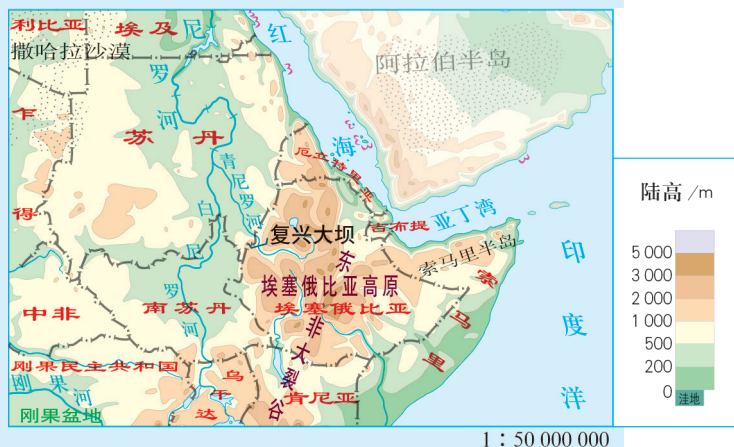 利比亚
埃及
撒哈拉沙漠
尼罗河
红海
阿拉伯半岛
乍得
苏丹
厄立特里亚
青尼罗河
白尼罗河
吉布提
亚丁湾
复兴大坝
索马里半岛
埃塞俄比亚高原
埃塞俄比亚
东非大裂谷
索马里
印度洋
中非
南苏丹
刚果民主共和国
刚果河
刚果盆地
乌干达
肯尼亚
陆高/m
5 000
3 000
2 000
1 000
500
200
0
洼地
1∶50 000 000